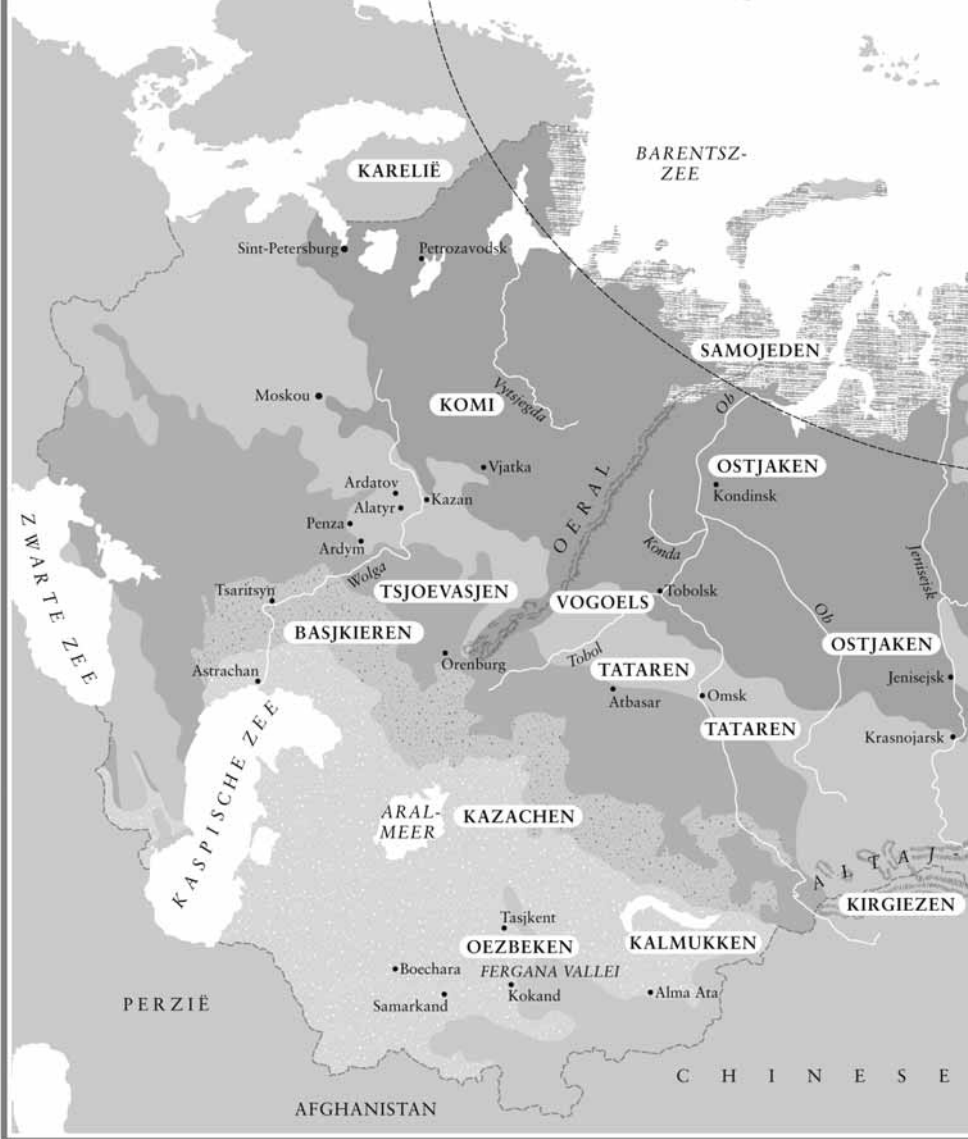 BARENTSZ-
ZEE
KARELIË
Sint-Petersburg
Petrozavodsk
SAMOJEDEN
Moskou
KOMI
Vytsjegda
Ob
Vjatka
OSTJAKEN
Kondinsk
Ardatov
Alatyr
Kazan
Penza
Ardym
OERAL
Konda
Jenisejsk
ZWARTE ZEE
Wolga
Tsaritsyn
TSJOEVASJEN
VOGOELS
Tobolsk
Ob
BASJKIEREN
OSTJAKEN
Astrachan
Orenburg
Tobol
TATAREN
Jenisejsk
Atbasar
Omsk
TATAREN
Krasnojarsk
KASPISCHE ZEE
ARAL-
MEER
KAZACHEN
ALTAJ-
KIRGIEZEN
Tasjkent
OEZBEKEN
KALMUKKEN
Boechara
FERGANA VALLEI
Samarkand
Kokand
Alma Ata
PERZIË
CHINESE
AFGHANISTAN